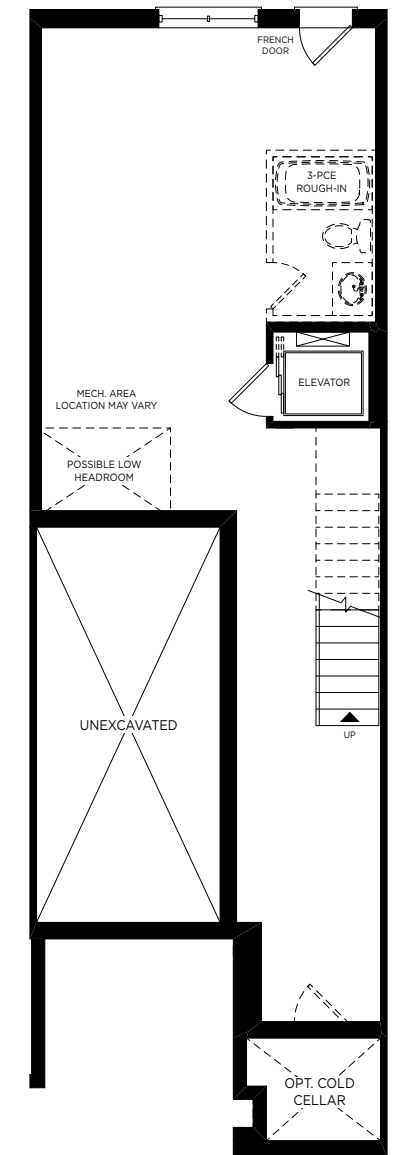 FRENCH
DOOR
3-PCE
ROUGH-IN
ELEVATOR
MECH. AREA
LOCATION MAY VARY
POSSIBLE LOW
HEADROOM
UNEXCAVATED
UP
OPT. COLD
CELLAR